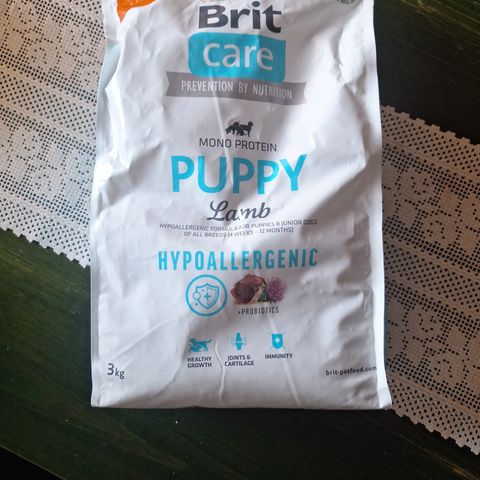 Brit
care
PREVENTION BY NUTRITION
MONO PROTEIN
PUPPY
Lamb
HYPOALLERGENIC FORMULA FOR PUPPIES & JUNIOR DOGS
OF ALL BREEDS (4 WEEKS - 12 MONTHS)
HYPOALLERGENIC
+PROBIOTICS
HEALTHY
GROWTH
JOINTS &
CARTILAGE
IMMUNITY
3kg
brit-petfood.com